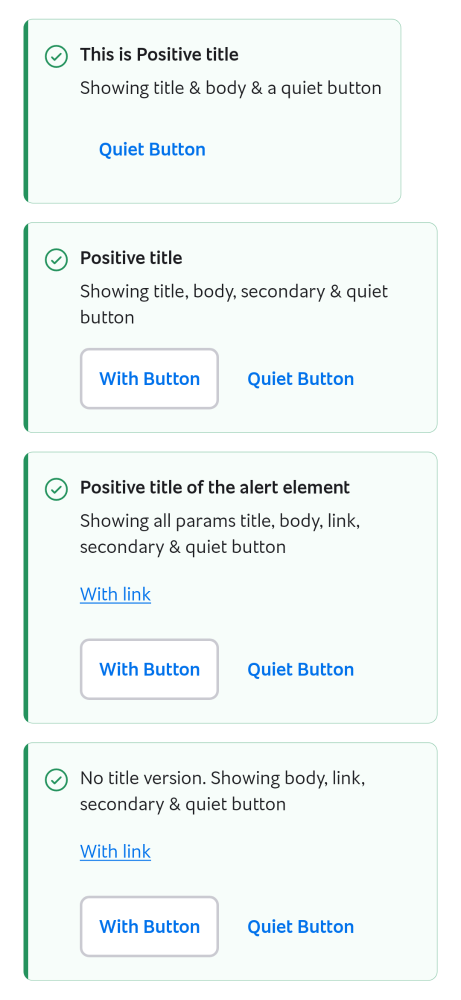 This is Positive title
Showing title & body & a quiet button
Quiet Button
Positive title
Showing title, body, secondary & quiet
button
With Button
Quiet Button
Positive title of the alert element
Showing all params title, body, link,
secondary & quiet button
With link
With Button
Quiet Button
No title version. Showing body, link,
secondary & quiet button
With link
With Button
Quiet Button